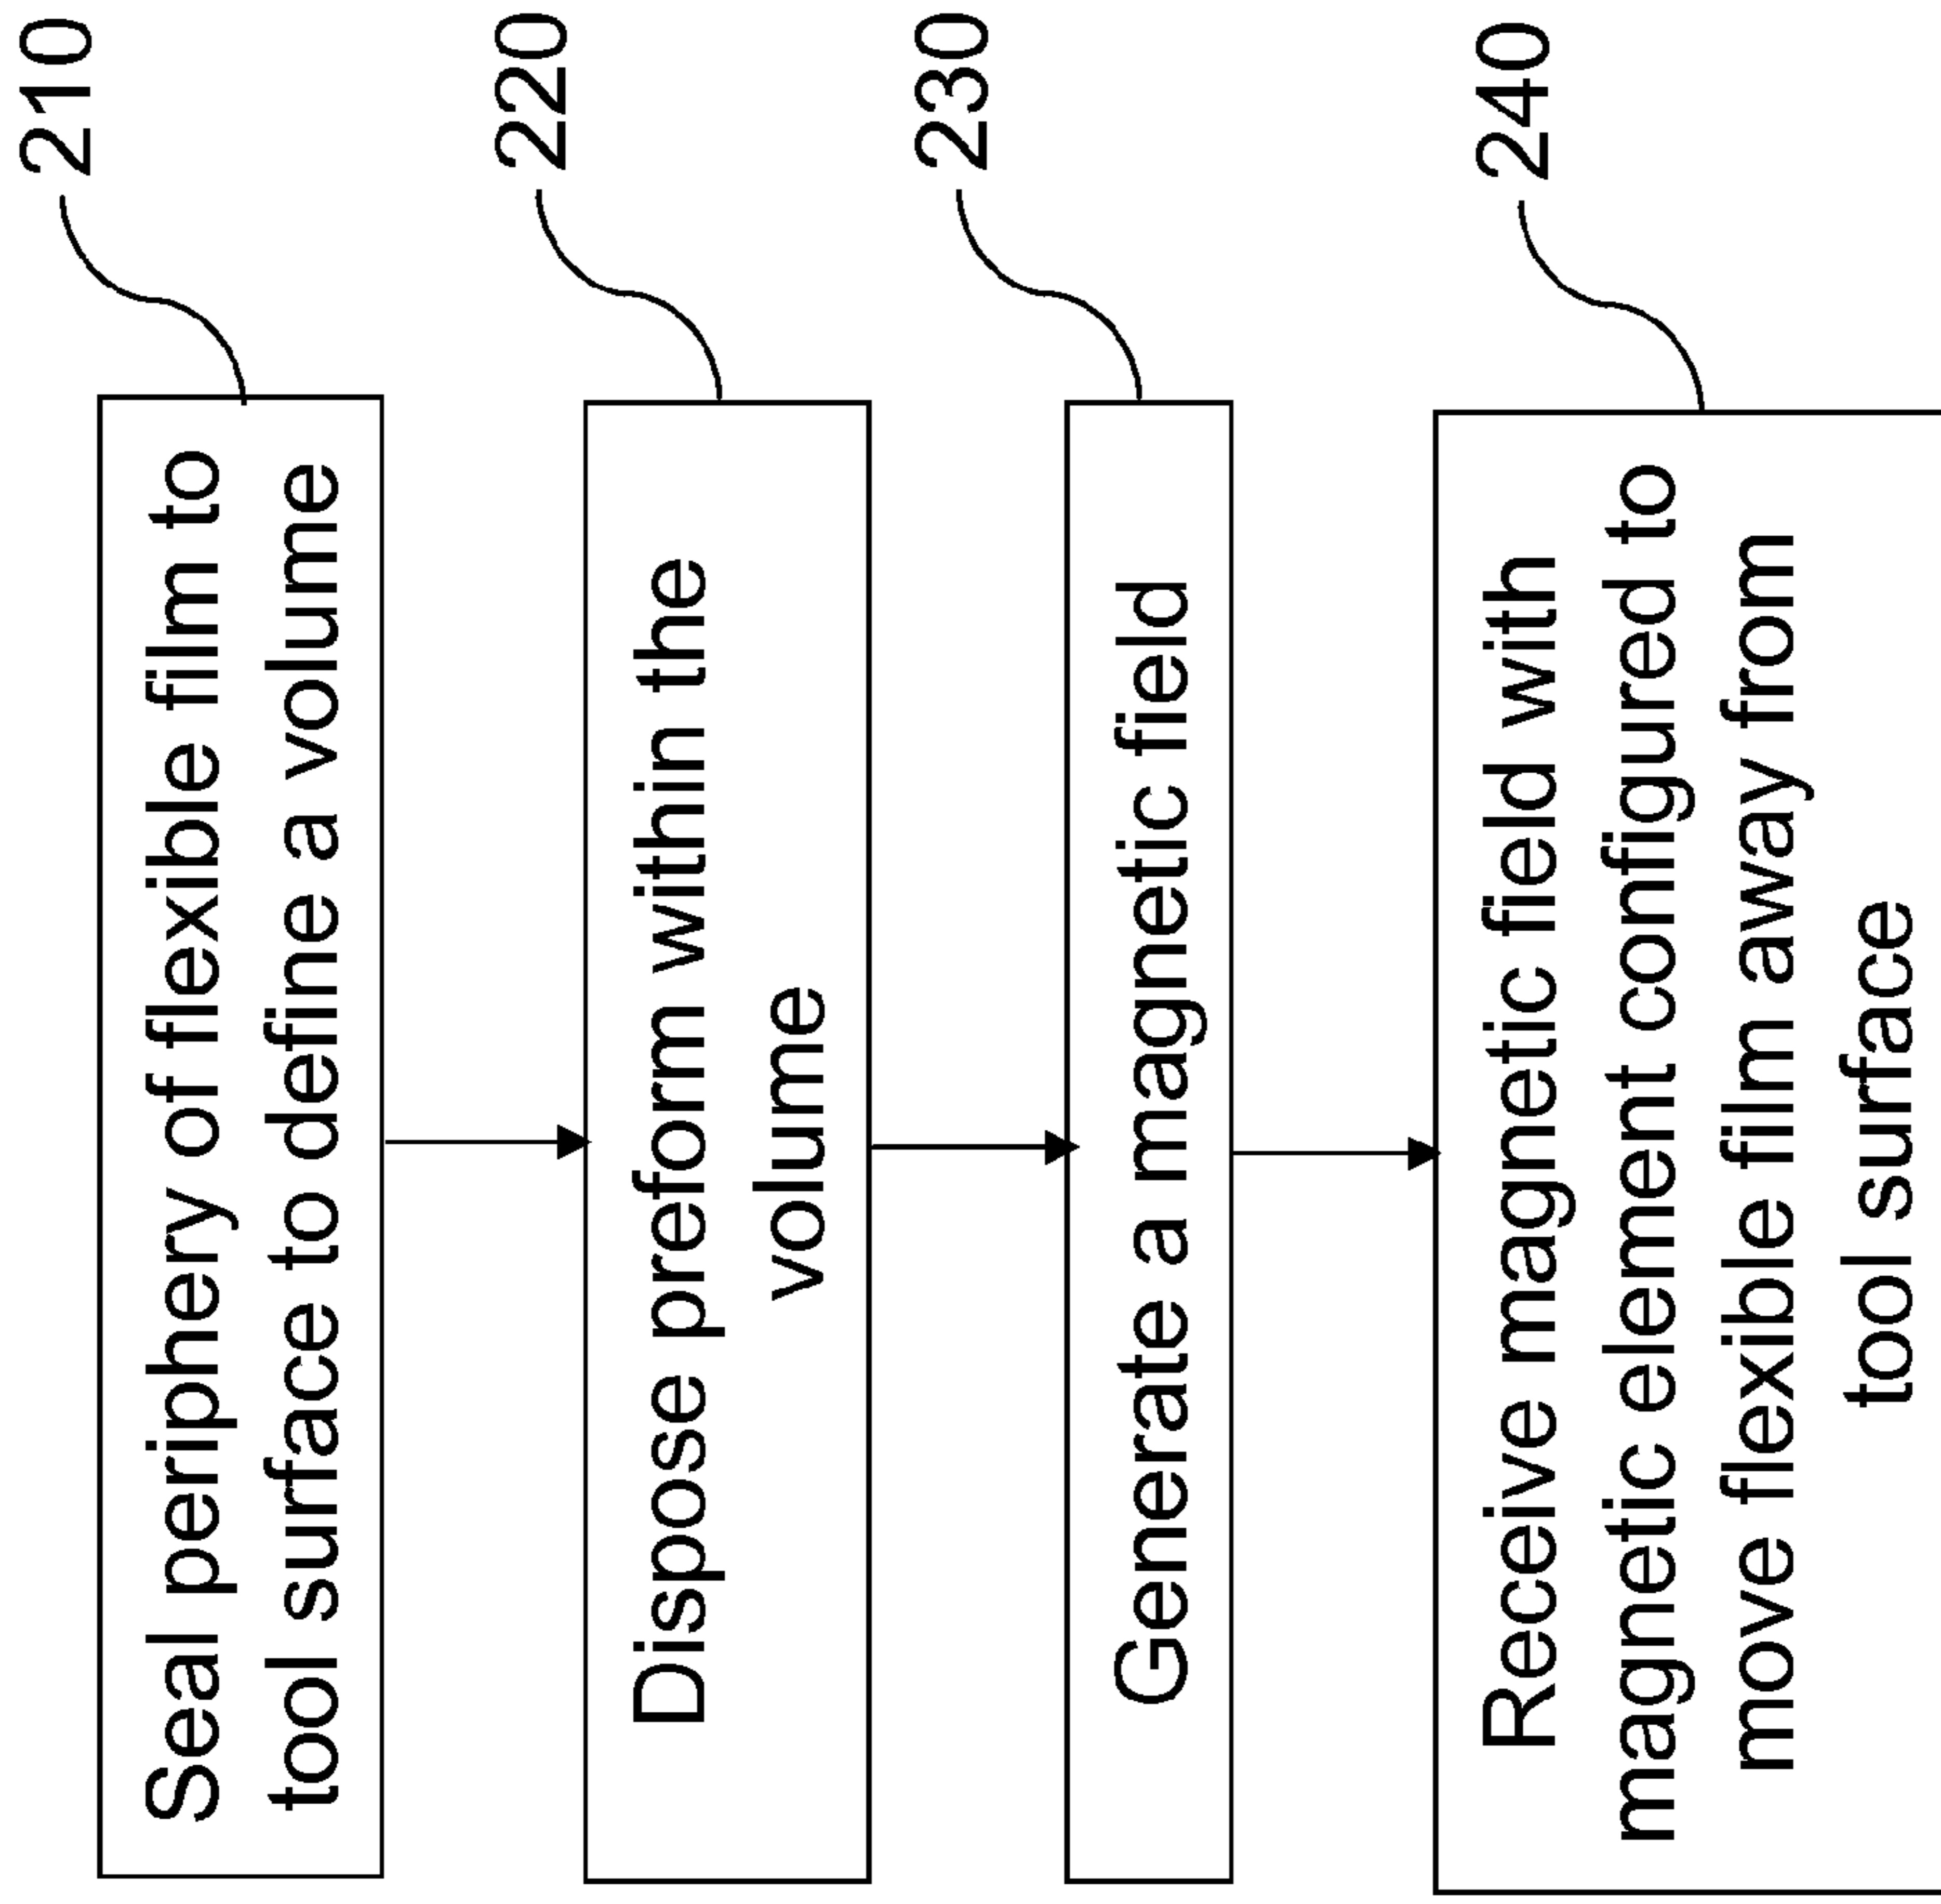 210
Seal periphery of flexible film to
tool surface to define a volume
220
Dispose preform within the
volume
230
Generate a magnetic field
240
Receive magnetic field with
magnetic element configured to
move flexible film away from
tool surface